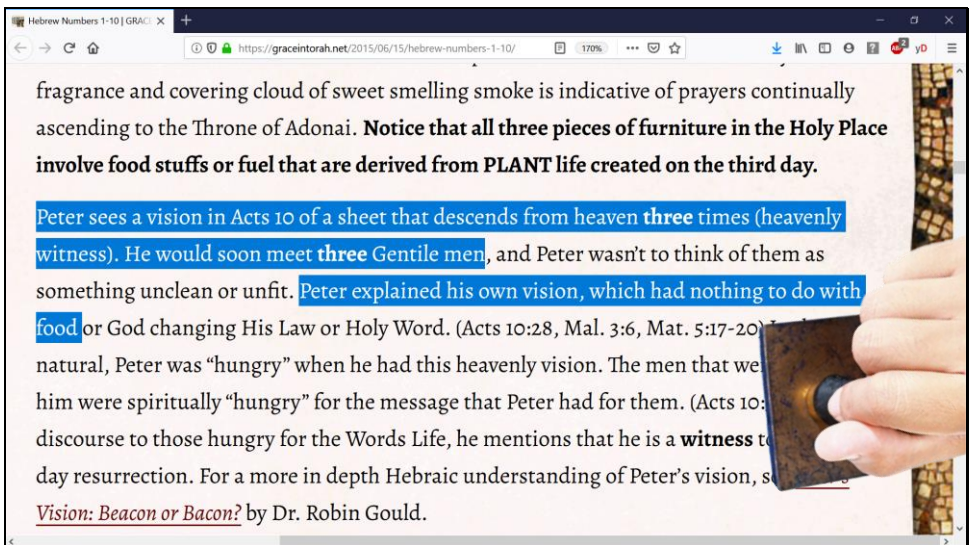 Hebrew Numbers 1-10 | GRAC
https://graceintorah.net/2015/06/15/hebrew-numbers-1-10/
170%
fragrance and covering cloud of sweet smelling smoke is indicative of prayers continually
ascending to the Throne of Adonai. Notice that all three pieces of furniture in the Holy Place
involve food stuffs or fuel that are derived from PLANT life created on the third day.
Peter sees a vision in Acts 10 of a sheet that descends from heaven three times (heavenly
witness). He would soon meet three Gentile men, and Peter wasn't to think of them as
something unclean or unfit. Peter explained his own vision, which had nothing to do with
food or God changing His Law or Holy Word. (Acts 10:28, Mal. 3:6, Mat. 5:17-20)
natural, Peter was “hungry” when he had this heavenly vision. The men that
him were spiritually “hungry” for the message that Peter had for them. (Acts 10:
discourse to those hungry for the Words Life, he mentions that he is a witness
day resurrection. For a more in depth Hebraic understanding of Peter's vision,
Vision: Beacon or Bacon? by Dr. Robin Gould.